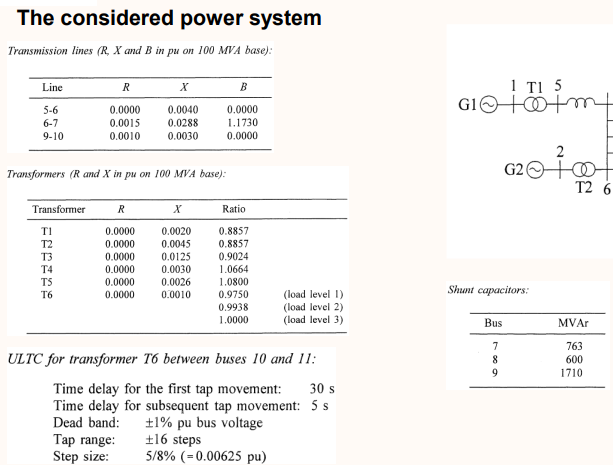 The considered power system
Transmission lines (R, X and B in pu on 100 MVA base):
Line R X B
5-6 0.0000 0.0040 0.0000
6-7 0.0015 0.0288 1.1730
9-10 0.0010 0.0030 0.0000
Transformers (R and X in pu on 100 MVA base):
Transformer R X Ratio
T1 0.0000 0.0020 0.8857
T2 0.0000 0.0045 0.8857
T3 0.0000 0.0125 0.9024
T4 0.0000 0.0030 1.0664
T5 0.0000 0.0026 1.0800
T6 0.0000 0.0010 0.9750 (load level 1)
0.9938 (load level 2)
1.0000 (load level 3)
ULTC for transformer T6 between buses 10 and 11:
Time delay for the first tap movement: 30 s
Time delay for subsequent tap movement: 5 s
Dead band: ±1% pu bus voltage
Tap range: ±16 steps
Step size: 5/8% (=0.00625 pu)
1 T1 5
G1
2
G2
T2 6
Shunt capacitors:
Bus MVAr
7 763
8 600
9 1710